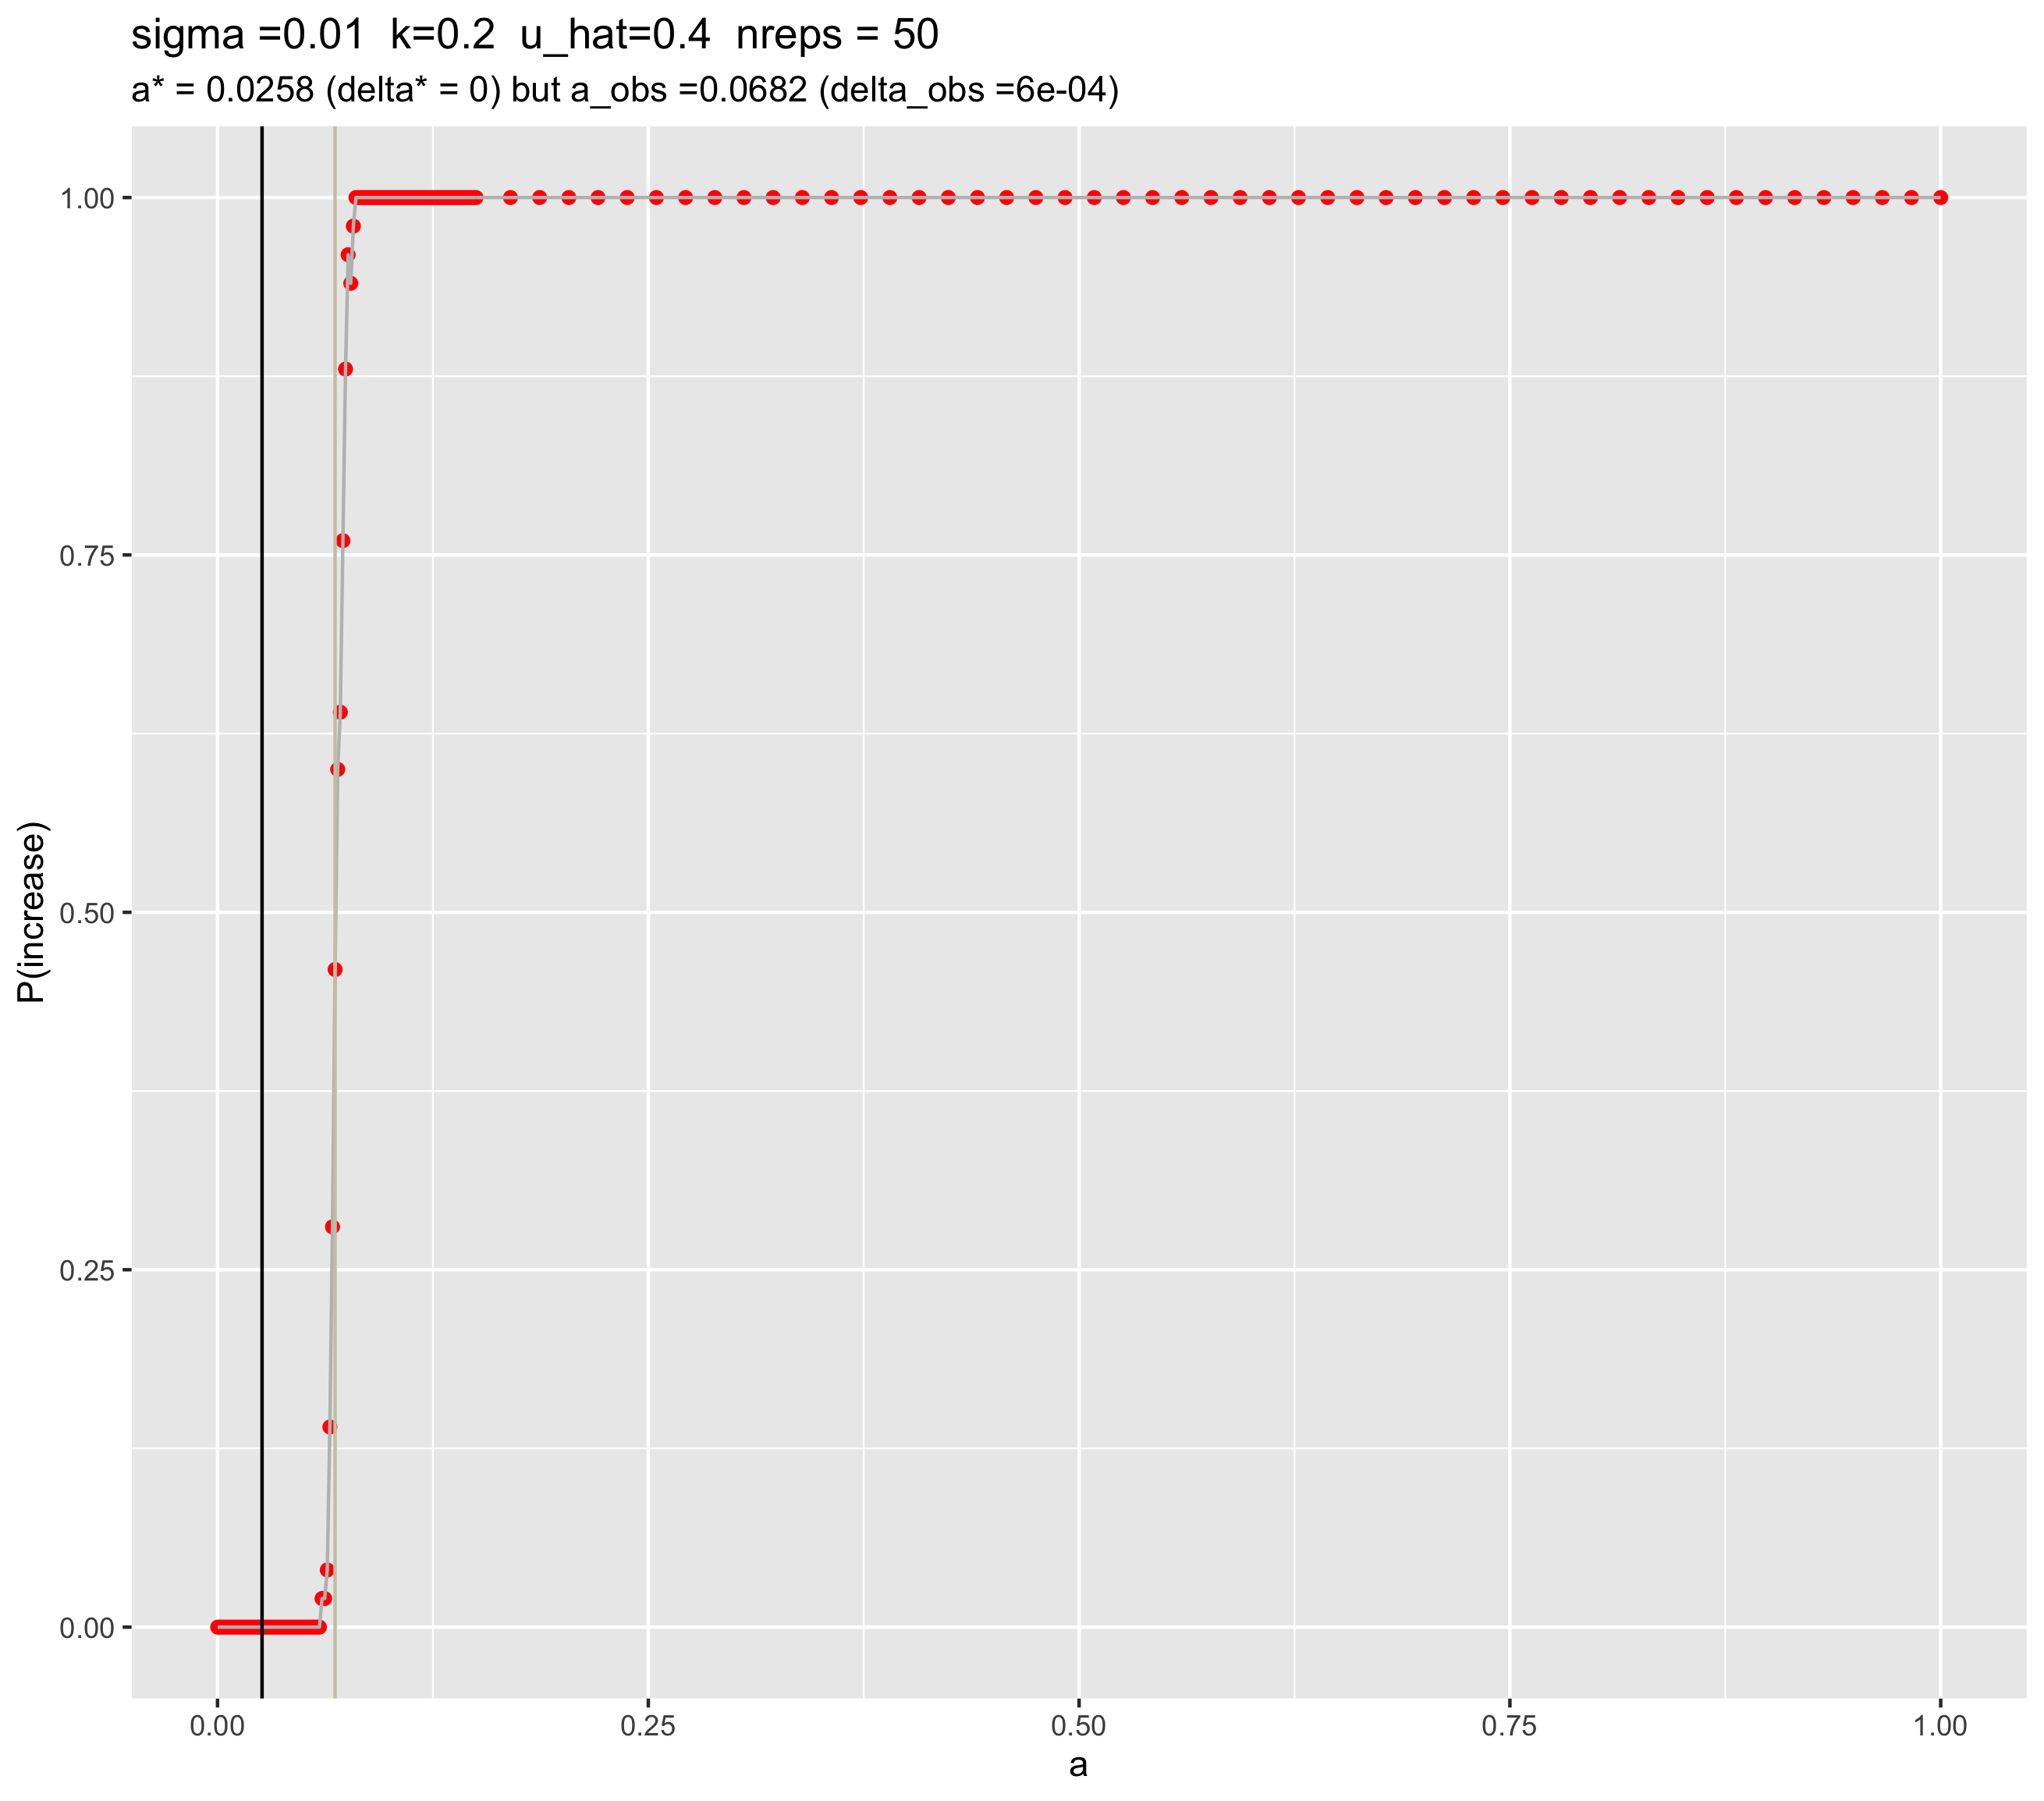 sigma =0.01  k=0.2  u_hat=0.4  nreps = 50
a* = 0.0258 (delta* = 0) but a_obs =0.0682 (delta_obs =6e-04)
1.00
0.75
0.50
0.25
0.00
P(increase)
0.00 0.25 0.50 0.75 1.00
a